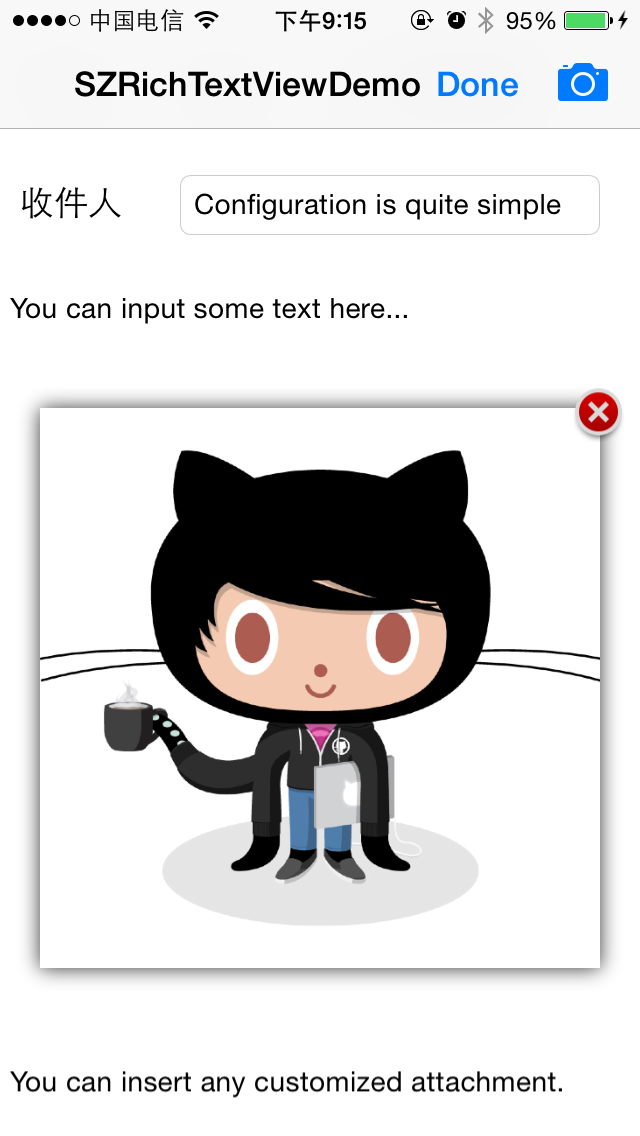 中国电信 下午9:15 95%
SZRichTextViewDemo Done
收件人 Configuration is quite simple
You can input some text here...
You can insert any customized attachment.